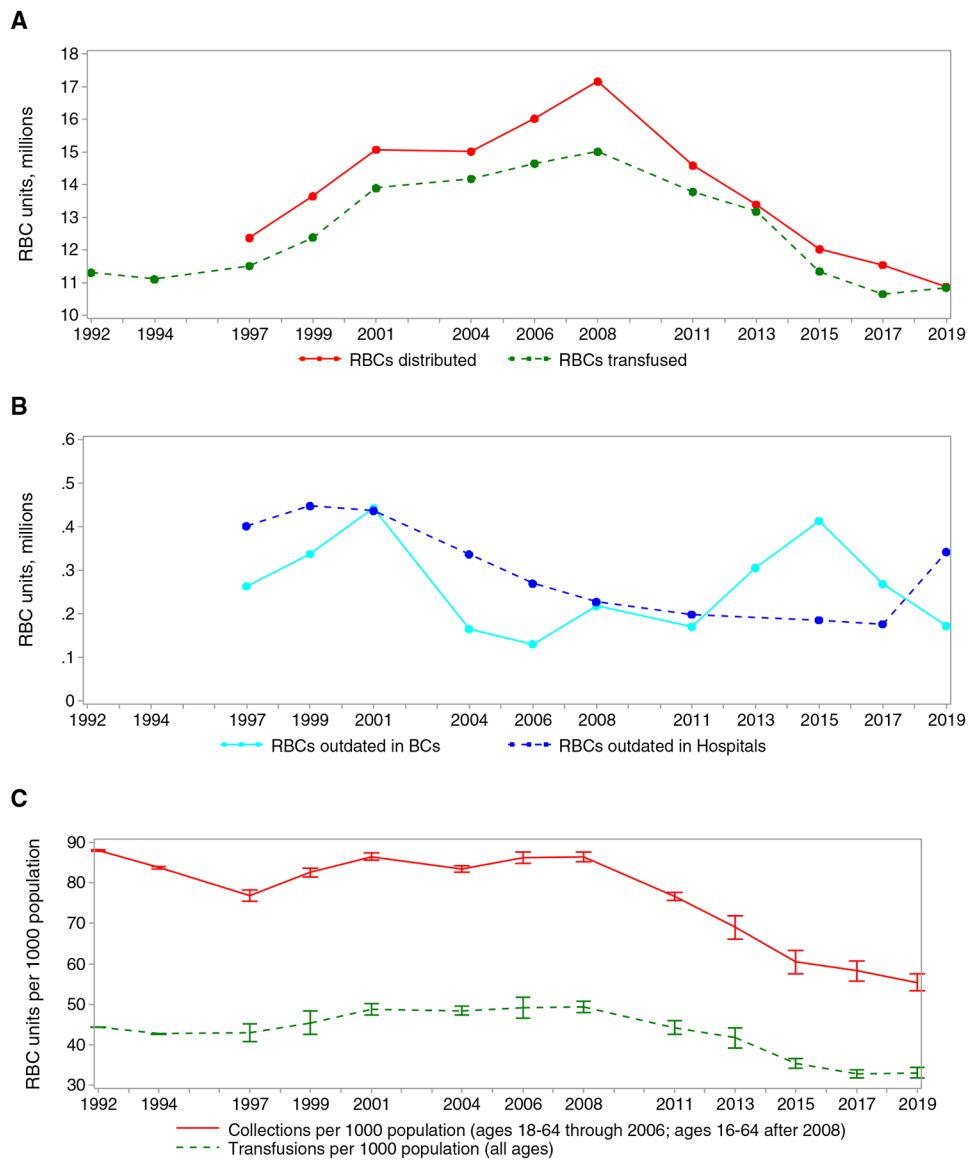 A
RBC units, millions
18
17
16
15
14
13
12
11
10
1992 1994 1997 1999 2001 2004 2006 2008 2011 2013 2015 2017 2019
RBCs distributed RBCs transfused
B
RBC units, millions
.6
.5
.4
.3
.2
.1
0
1992 1994 1997 1999 2001 2004 2006 2008 2011 2013 2015 2017 2019
RBCs outdated in BCs RBCs outdated in Hospitals
C
RBC units per 1000 population
90
80
70
60
50
40
30
1992 1994 1997 1999 2001 2004 2006 2008 2011 2013 2015 2017 2019
Collections per 1000 population (ages 18-64 through 2006; ages 16-64 after 2008)
Transfusions per 1000 population (all ages)